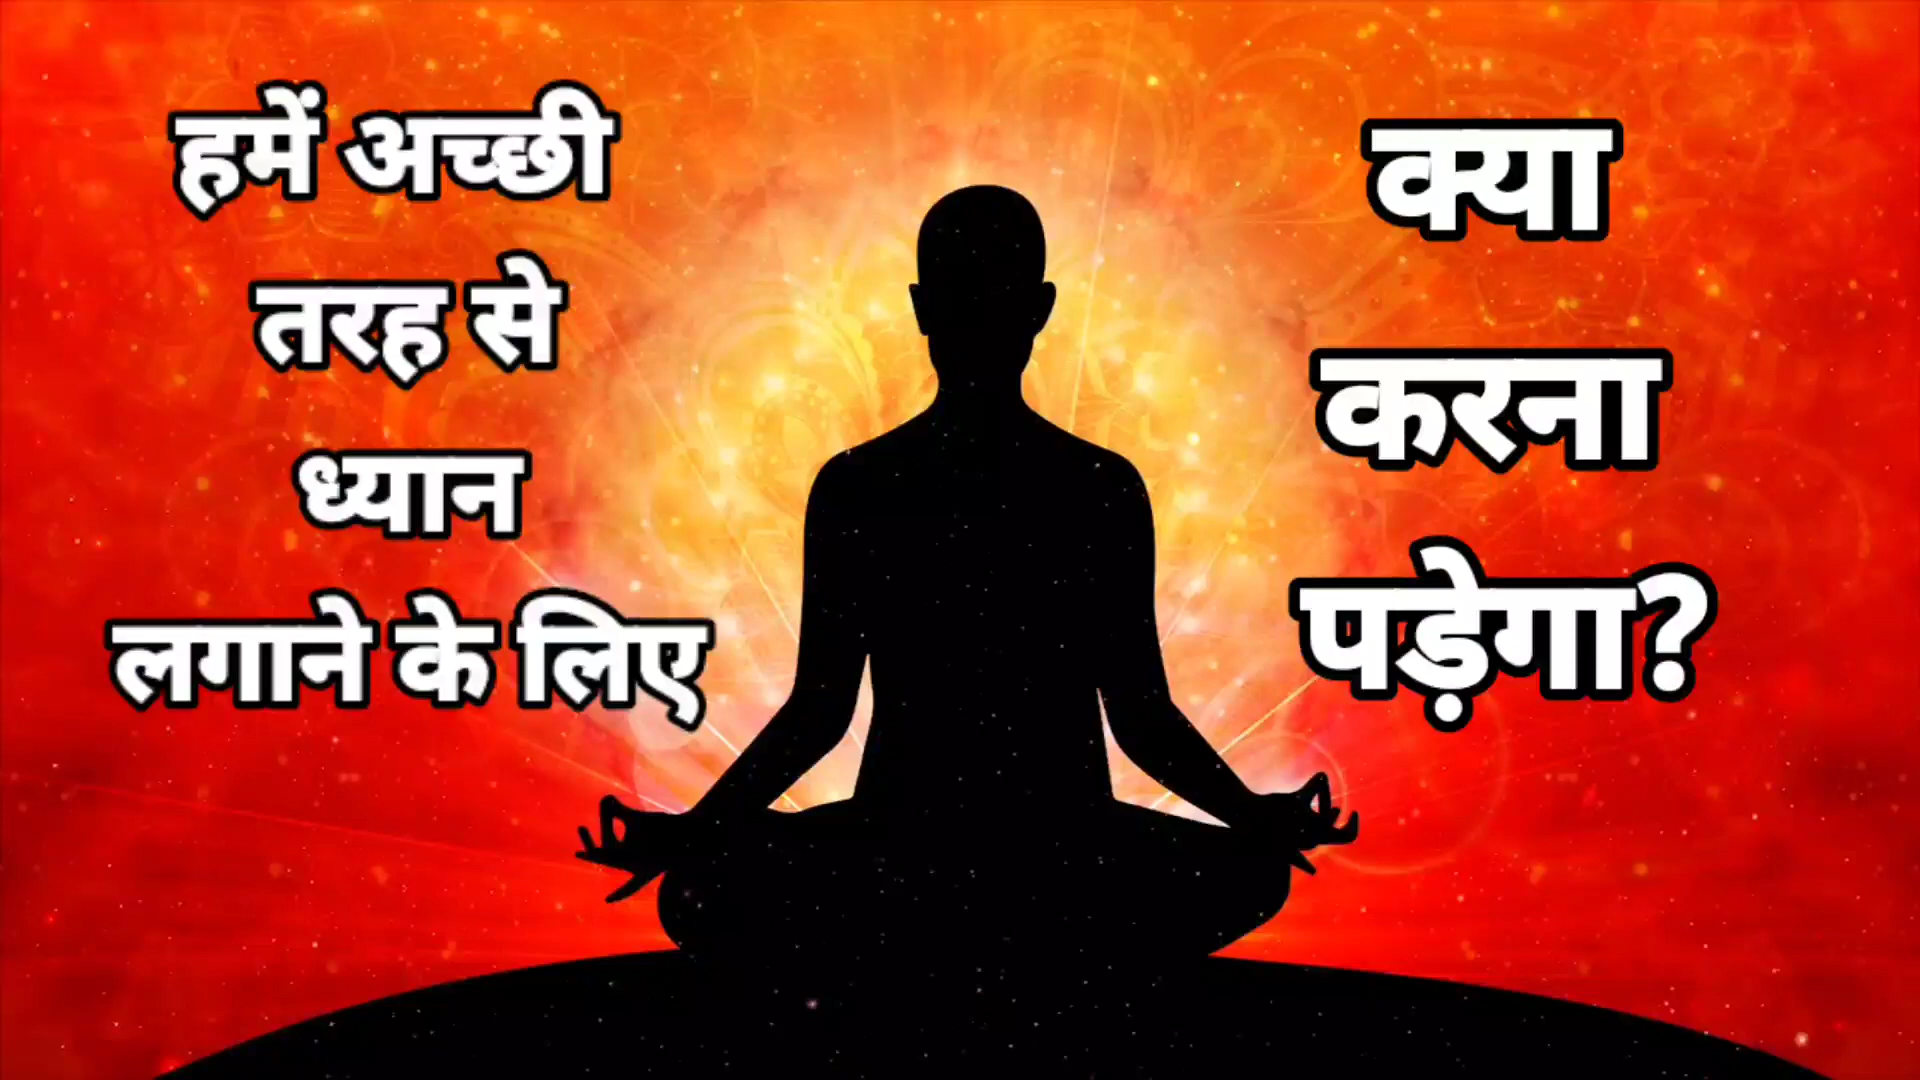 हमें अच्छी
तरह से
ध्यान
लगाने के लिए
क्या
करना
पड़ेगा?